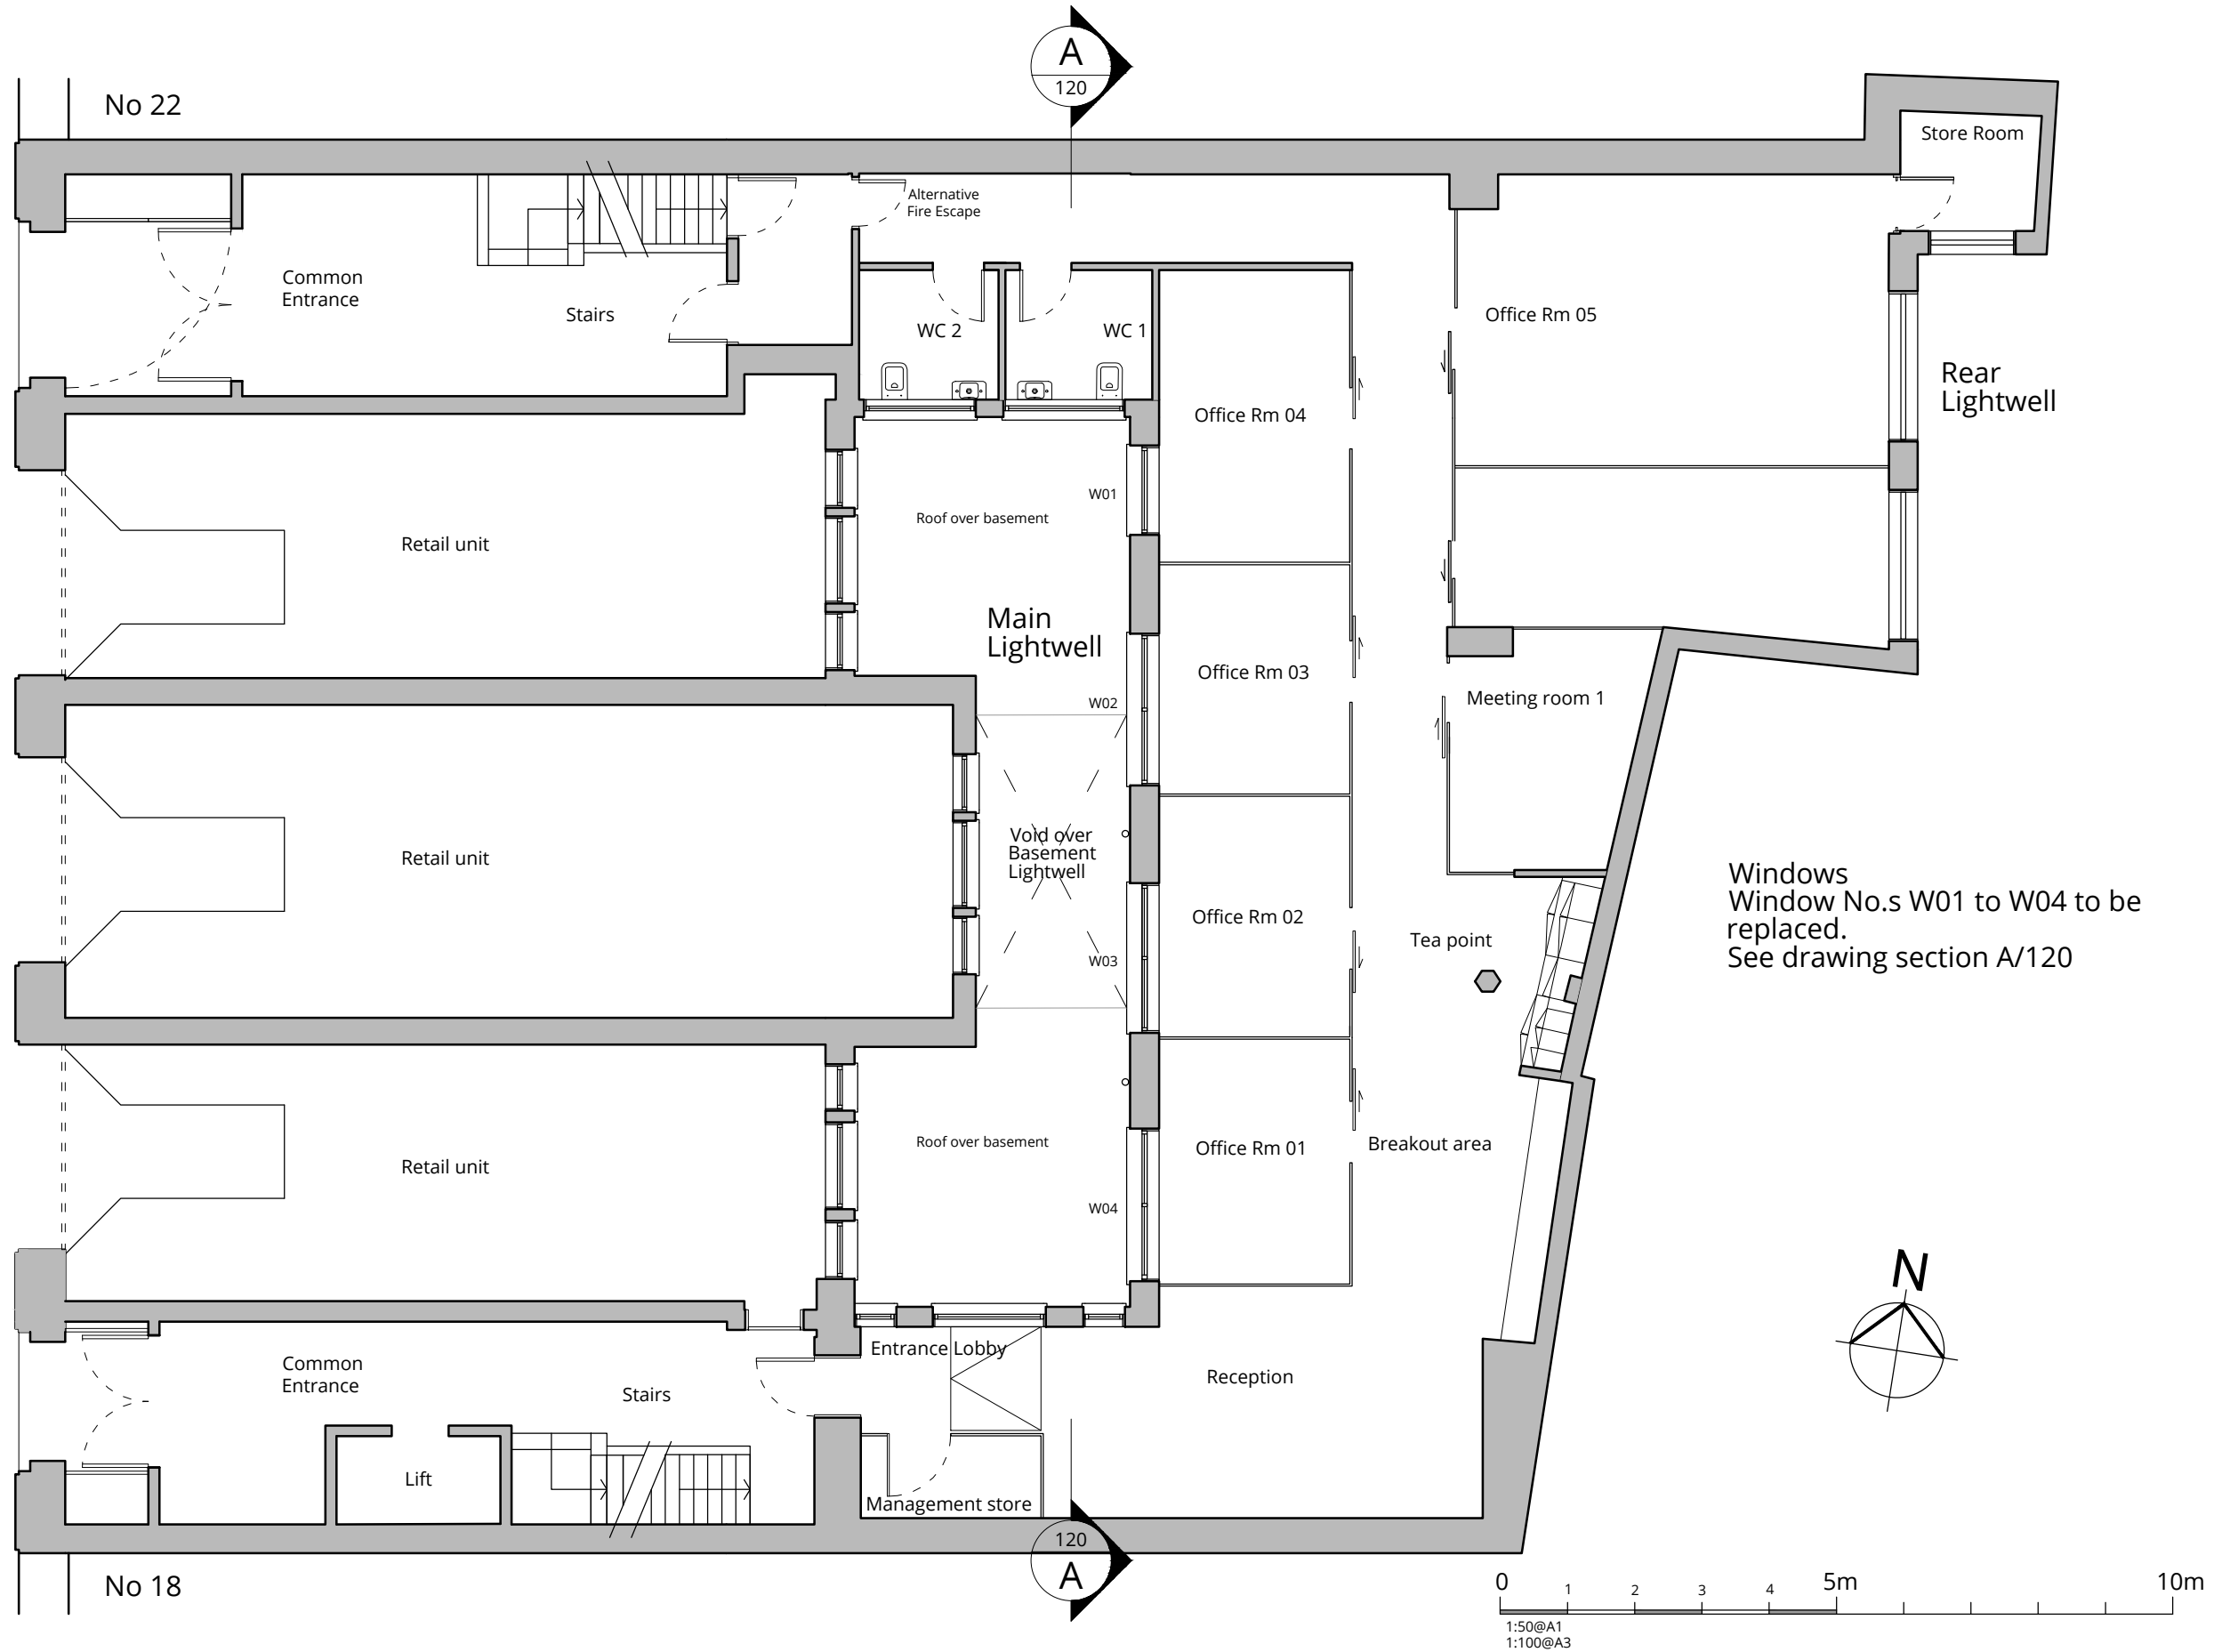 A
120
No 22
Store Room
Alternative
Fire Escape
Common
Entrance
Stairs
WC 2
WC 1
Office Rm 05
Rear
Lightwell
Office Rm 04
W01
Roof over basement
Retail unit
Main
Lightwell
Office Rm 03
W02
Meeting room 1
Void over
Basement
Lightwell
Retail unit
Windows
Window No.s W01 to W04 to be
replaced.
See drawing section A/120
Office Rm 02
Tea point
W03
Roof over basement
Office Rm 01
Breakout area
Retail unit
W04
N
Entrance Lobby
Common
Entrance
Stairs
Reception
Lift
Management store
120
A
No 18
0 1 2 3 4 5m 10m
1:50@A1
1:100@A3